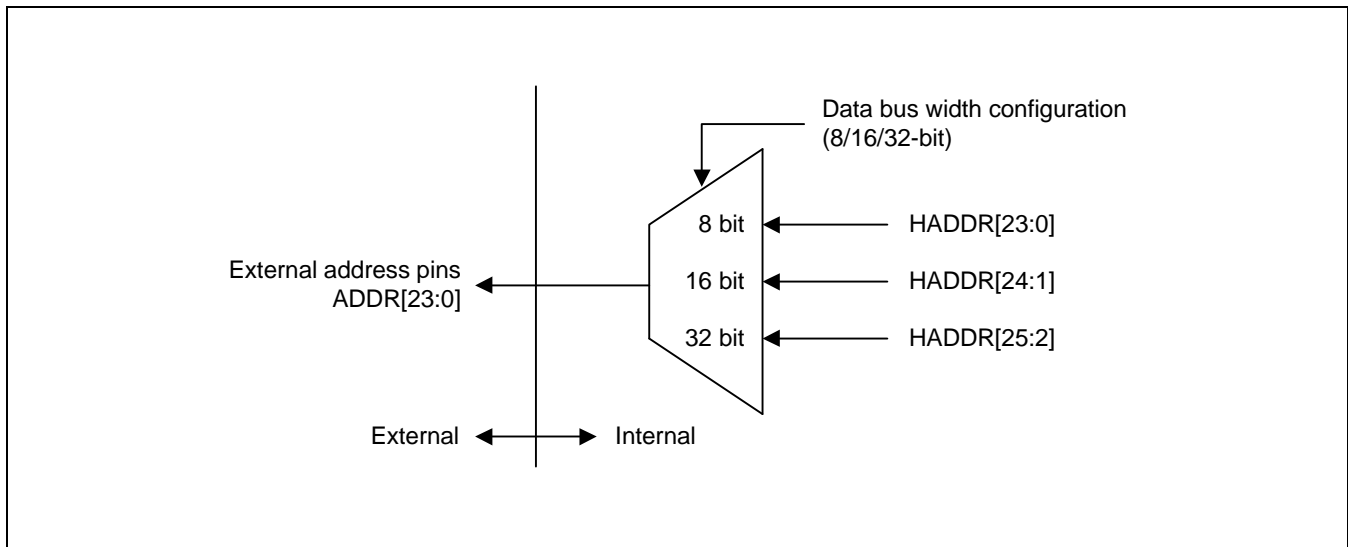 Data bus width configuration
(8/16/32-bit)
8 bit
HADDR[23:0]
External address pins
ADDR[23:0]
16 bit
HADDR[24:1]
32 bit
HADDR[25:2]
External
Internal